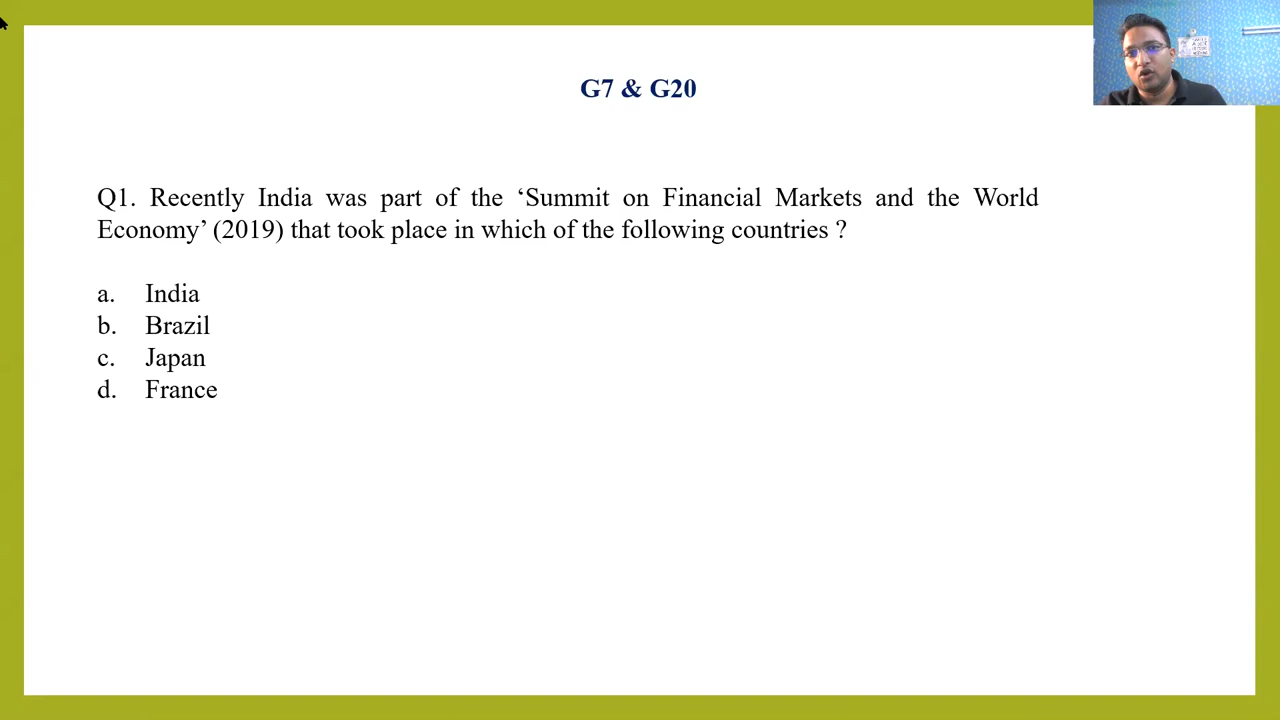 G7 & G20
Q1. Recently India was part of the ‘Summit on Financial Markets and the World
Economy’ (2019) that took place in which of the following countries ?
a. India
b. Brazil
c. Japan
d. France